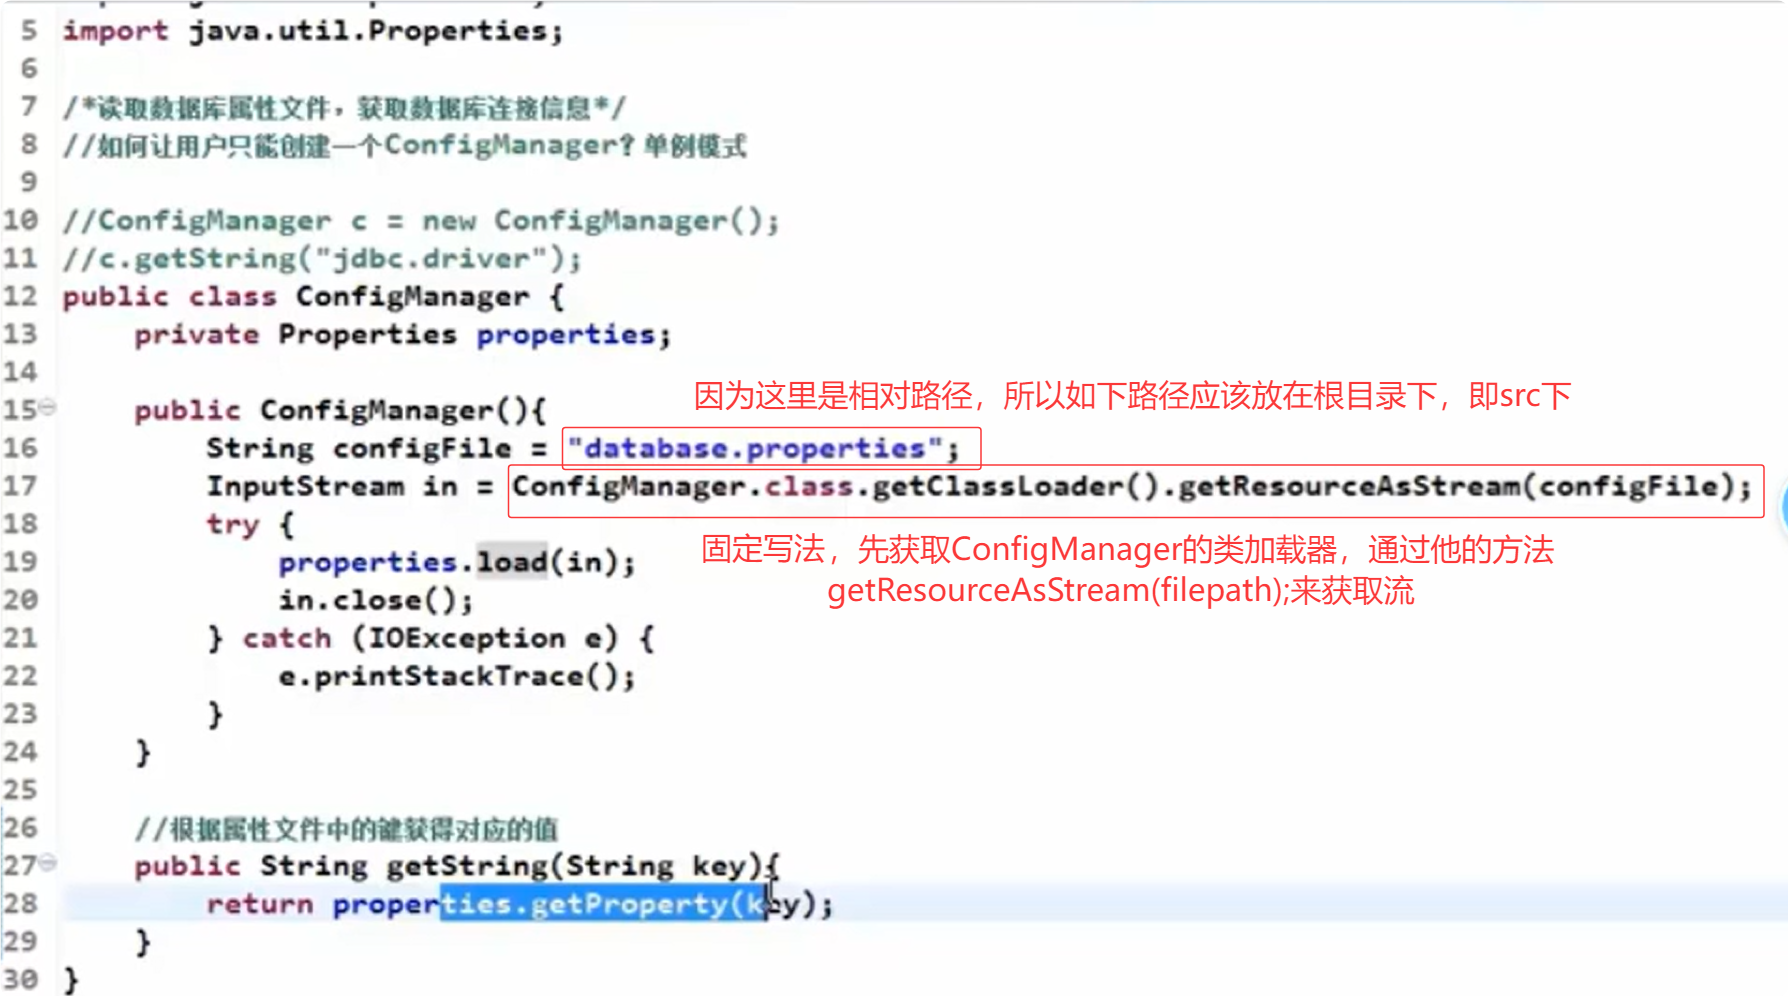 5 import java.util.Properties;
6
7 /*读取数据库属性文件，获取数据库连接信息*/
8 //如何让用户只能创建一个ConfigManager？单例模式
9
10 //ConfigManager c = new ConfigManager();
11 //c.getString("jdbc.driver");
12 public class ConfigManager {
13 private Properties properties;
14
因为这里是相对路径，所以如下路径应该放在根目录下，即src下
15 public ConfigManager(){
16 String configFile = "database.properties";
17 InputStream in = ConfigManager.class.getClassLoader().getResourceAsStream(configFile);
18 try {
固定写法，先获取ConfigManager的类加载器，通过他的方法
19 properties.load(in);
getResourceAsStream(filepath);来获取流
20 in.close();
21 } catch (IOException e) {
22 e.printStackTrace();
23 }
24 }
25
26 //根据属性文件中的键获得对应的值
27 public String getString(String key){
28 return properties.getProperty(key);
29 }
30 }